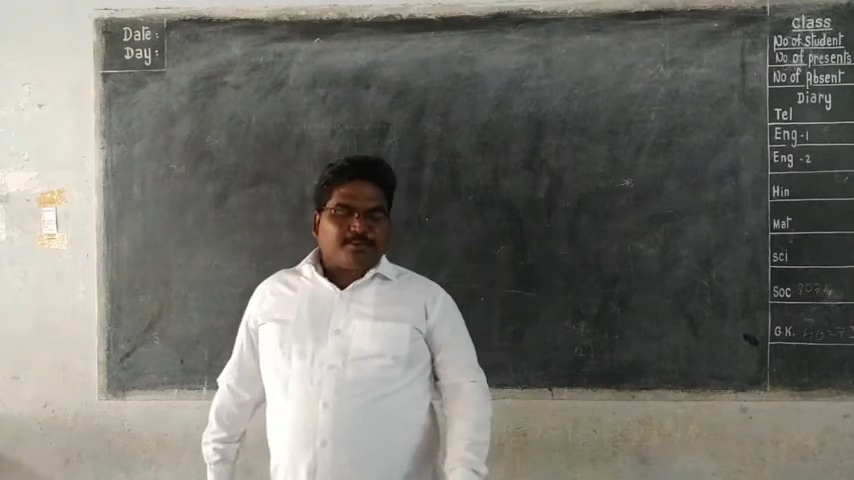 Date:
Day:
Class
No of Student
No of presents
No of Absent
Diary
Tel
Eng-1
Eng-2
Hin
Mat
sci
Soc
G.K.